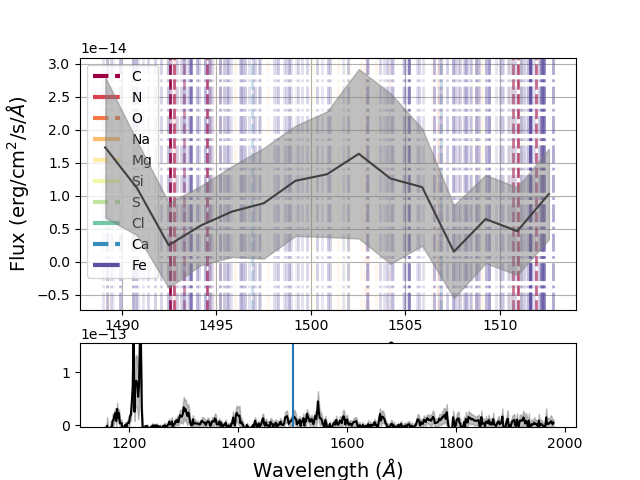 1e−14
3.0
2.5
2.0
1.5
1.0
0.5
0.0
−0.5
Flux (erg/cm²/s/Å)
C
N
O
Na
Mg
Si
S
Cl
Ca
Fe
1490 1495 1500 1505 1510
1e−13
1
0
1200 1400 1600 1800 2000
Wavelength (Å)